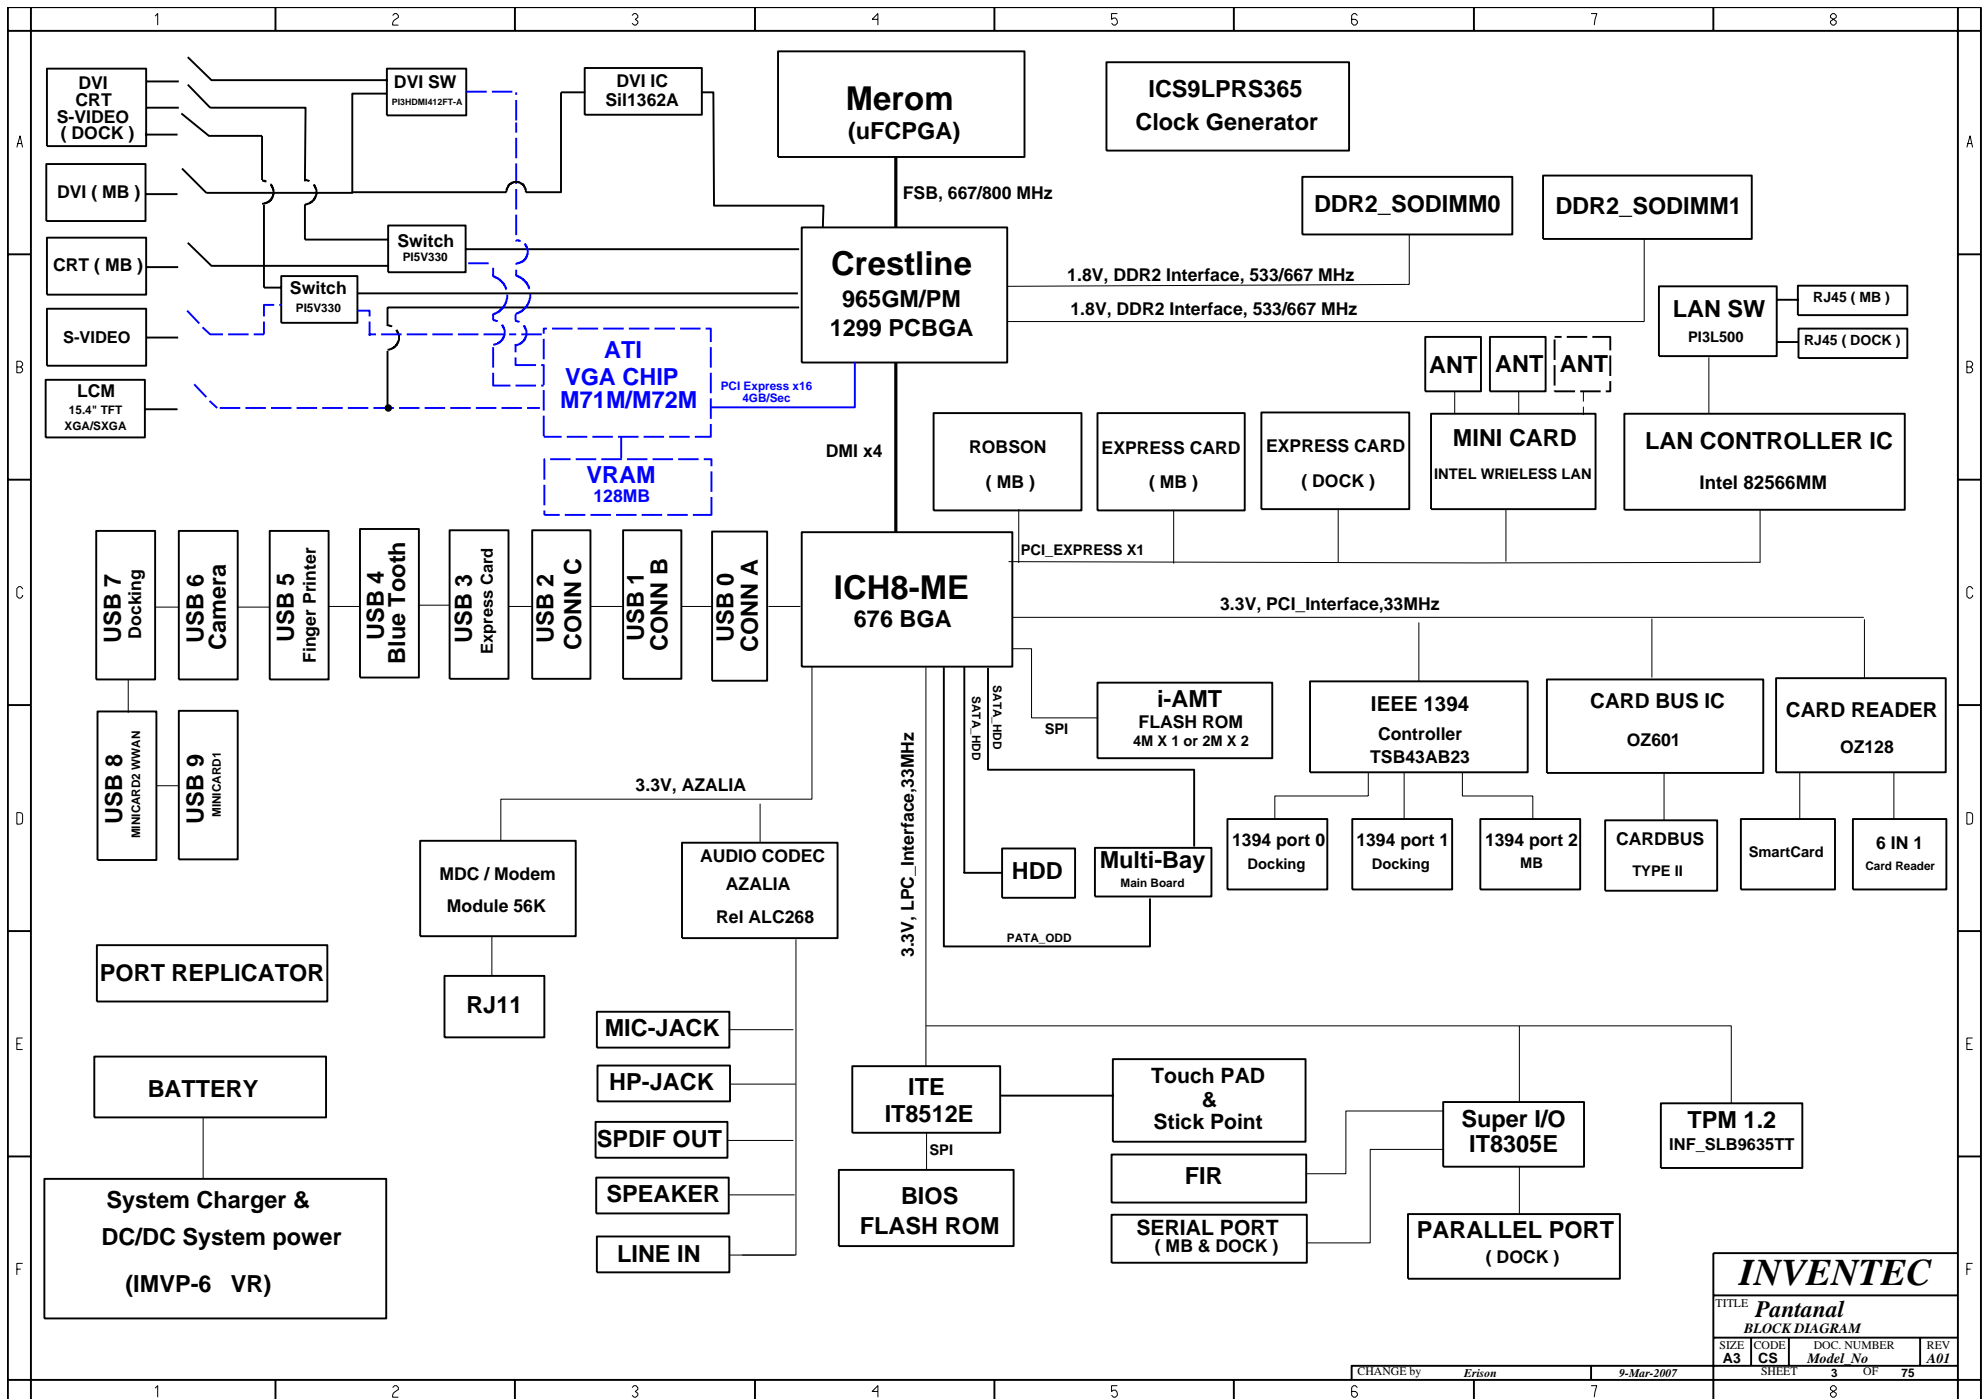 1 2 3 4 5 6 7 8
A
B
C
D
E
F
A
B
C
D
E
F
DVI
CRT
S-VIDEO
( DOCK )
DVI SW
PI3HDMI412FT-A
DVI IC
SiI1362A
Merom
(uFCPGA)
ICS9LPRS365
Clock Generator
DVI ( MB )
FSB, 667/800 MHz
DDR2_SODIMM0
DDR2_SODIMM1
CRT ( MB )
Switch
PI5V330
Switch
PI5V330
Crestline
965GM/PM
1299 PCBGA
1.8V, DDR2 Interface, 533/667 MHz
1.8V, DDR2 Interface, 533/667 MHz
LAN SW
PI3L500
RJ45 ( MB )
RJ45 ( DOCK )
S-VIDEO
LCM
15.4" TFT
XGA/SXGA
ATI
VGA CHIP
M71M/M72M
PCI Express x16
4GB/Sec
VRAM
128MB
DMI x4
ANT
ANT
ANT
ROBSON
( MB )
EXPRESS CARD
( MB )
EXPRESS CARD
( DOCK )
MINI CARD
INTEL WRIELESS LAN
LAN CONTROLLER IC
Intel 82566MM
USB 7
Docking
USB 6
Camera
USB 5
Finger Printer
USB 4
Blue Tooth
USB 3
Express Card
USB 2
CONN C
USB 1
CONN B
USB 0
CONN A
ICH8-ME
676 BGA
PCI_EXPRESS X1
3.3V, PCI_Interface,33MHz
USB 8
MINICARD2 WWAN
USB 9
MINICARD1
SATA_HDD
SATA_HDD
SPI
i-AMT
FLASH ROM
4M X 1 or 2M X 2
IEEE 1394
Controller
TSB43AB23
CARD BUS IC
OZ601
CARD READER
OZ128
3.3V, AZALIA
3.3V, LPC_Interface,33MHz
MDC / Modem
Module 56K
AUDIO CODEC
AZALIA
Rel ALC268
HDD
Multi-Bay
Main Board
1394 port 0
Docking
1394 port 1
Docking
1394 port 2
MB
CARDBUS
TYPE II
SmartCard
6 IN 1
Card Reader
PATA_ODD
PORT REPLICATOR
RJ11
MIC-JACK
HP-JACK
SPDIF OUT
SPEAKER
LINE IN
BATTERY
System Charger &
DC/DC System power
(IMVP-6 VR)
ITE
IT8512E
SPI
BIOS
FLASH ROM
Touch PAD
&
Stick Point
FIR
SERIAL PORT
( MB & DOCK )
Super I/O
IT8305E
PARALLEL PORT
( DOCK )
TPM 1.2
INF_SLB9635TT
INVENTEC
TITLE Pantanal
BLOCK DIAGRAM
SIZE CODE DOC. NUMBER REV
A3 CS Model_No A01
CHANGE by Erison 9-Mar-2007 SHEET 3 OF 75
1 2 3 4 5 6 7 8